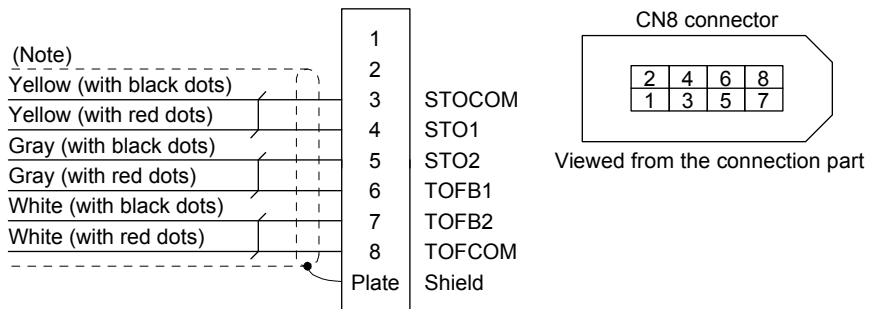 (Note)
Yellow (with black dots)
Yellow (with red dots)
Gray (with black dots)
Gray (with red dots)
White (with black dots)
White (with red dots)
1
2
3 STOCOM
4 STO1
5 STO2
6 TOFB1
7 TOFB2
8 TOFCOM
Plate Shield
CN8 connector
2 4 6 8
1 3 5 7
Viewed from the connection part